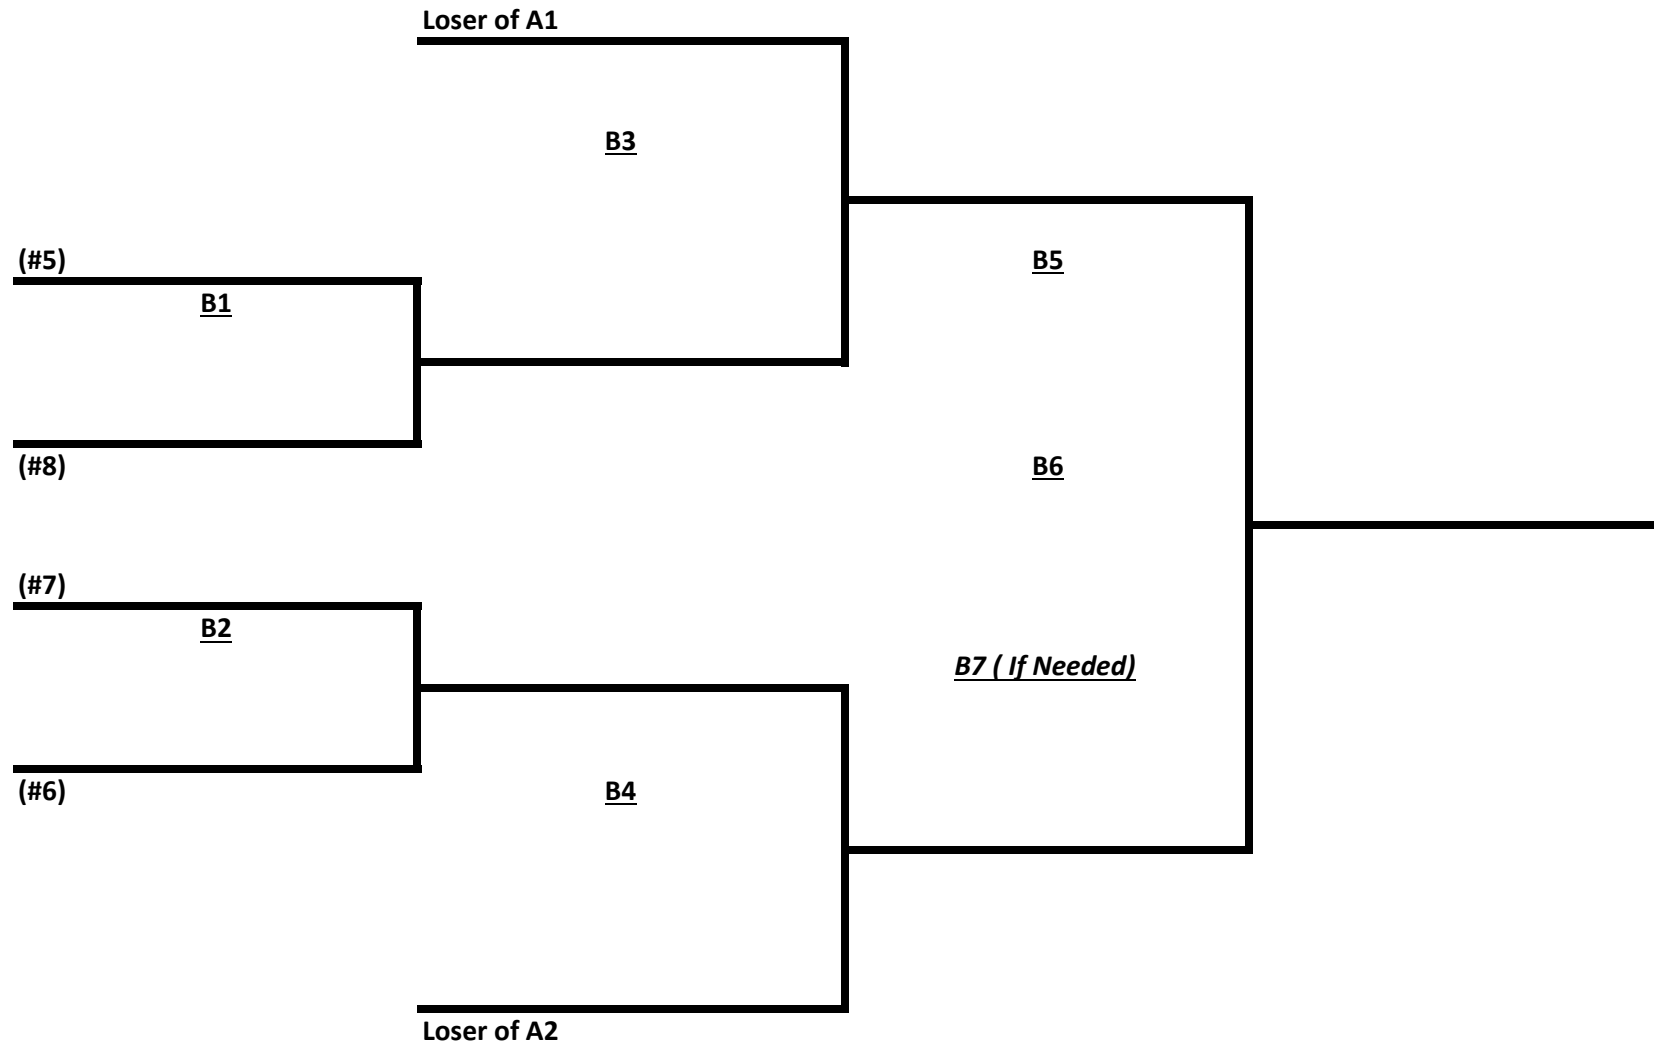 Loser of A1
B3
(#5)
B5
B1
(#8)
B6
(#7)
B2
B7 ( If Needed)
(#6)
B4
Loser of A2